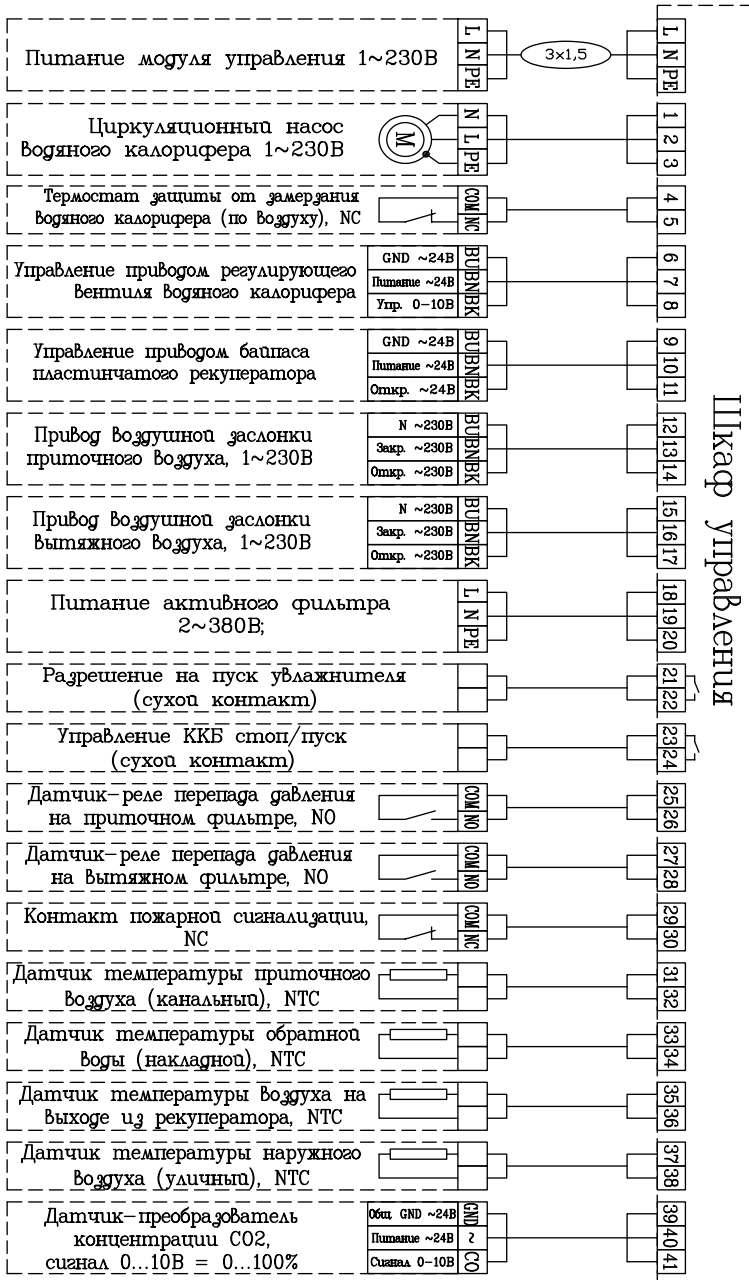 Питание модуля управления 1~230В
L N PE
3х1,5
L N PE
Циркуляционный насос
водяного калорифера 1~230В
M
N L PE
1 2 3
Термостат защиты от замерзания
водяного калорифера (по воздуху), NC
COM NC
4 5
Управление приводом регулирующего
вентиля водяного калорифера
GND ~24В
Питание ~24В
Упр. 0-10В
BU BN BK
6 7 8
Управление приводом байпаса
пластинчатого рекуператора
GND ~24В
Питание ~24В
Откр. ~24В
BU BN BK
9 10 11
Привод воздушной заслонки
приточного воздуха, 1~230В
N ~230В
Закр. ~230В
Откр. ~230В
BU BN BK
12 13 14
Привод воздушной заслонки
вытяжного воздуха, 1~230В
N ~230В
Закр. ~230В
Откр. ~230В
BU BN BK
15 16 17
Питание активного фильтра
2~380В;
L N PE
18 19 20
Разрешение на пуск увлажнителя
(сухой контакт)
21 22
Управление ККБ стоп/пуск
(сухой контакт)
23 24
Датчик-реле перепада давления
на приточном фильтре, NO
COM NO
25 26
Датчик-реле перепада давления
на вытяжном фильтре, NO
COM NO
27 28
Контакт пожарной сигнализации,
NC
COM NC
29 30
Датчик температуры приточного
воздуха (канальный), NTC
31 32
Датчик температуры обратной
воды (накладной), NTC
33 34
Датчик температуры воздуха на
выходе из рекуператора, NTC
35 36
Датчик температуры наружного
воздуха (уличный), NTC
37 38
Датчик-преобразователь
концентрации СО2,
сигнал 0...10В = 0...100%
Общ. GND ~24В
Питание ~24В
Сигнал 0-10В
GND ~ CO
39 40 41
Шкаф управления